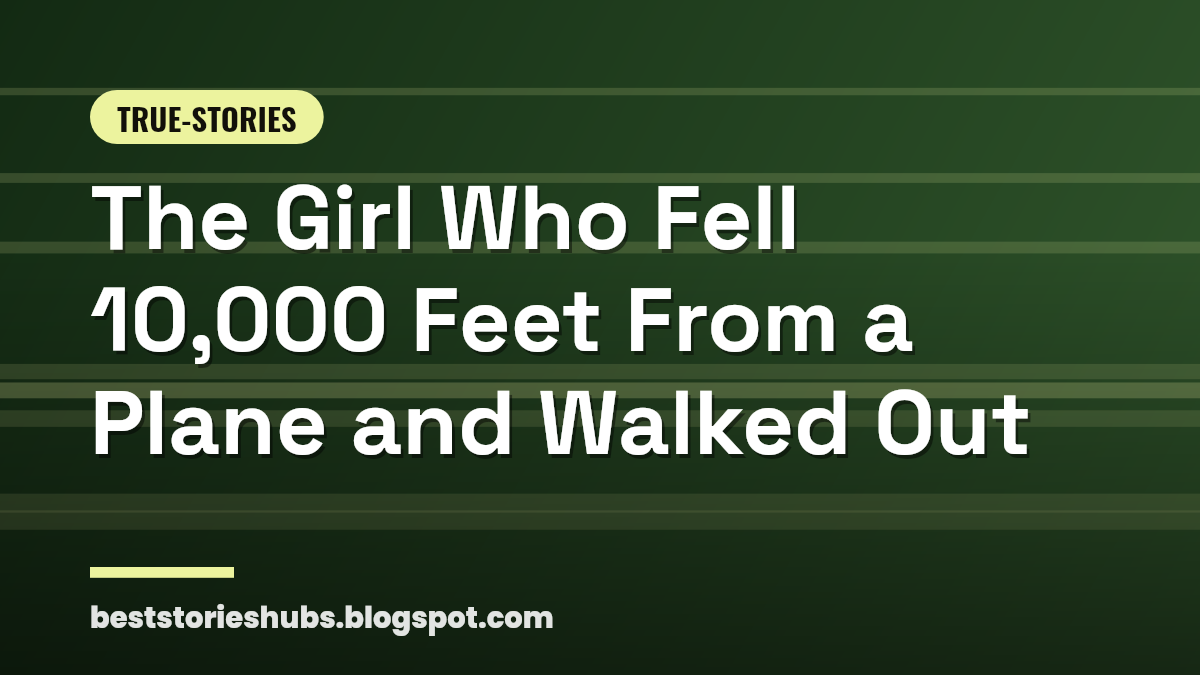 TRUE-STORIES
The Girl Who Fell
10,000 Feet From a
Plane and Walked Out
beststorieshubs.blogspot.com